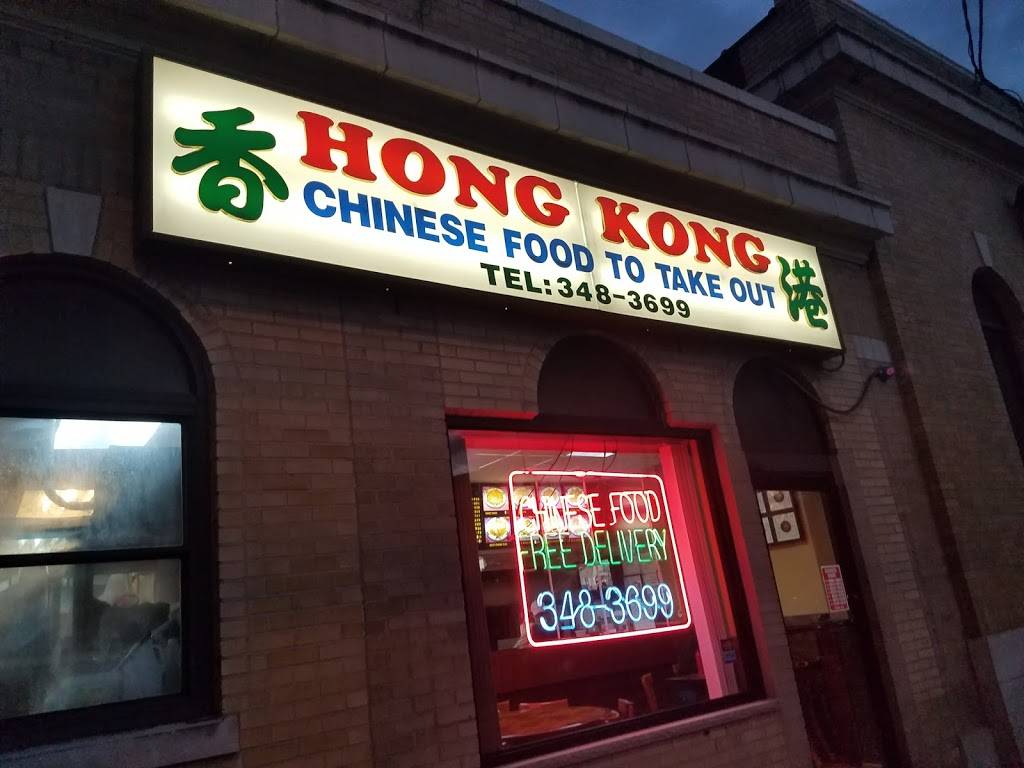 香 HONG KONG 港
CHINESE FOOD TO TAKE OUT
TEL:348-3699
CHINESE FOOD
FREE DELIVERY
348-3699